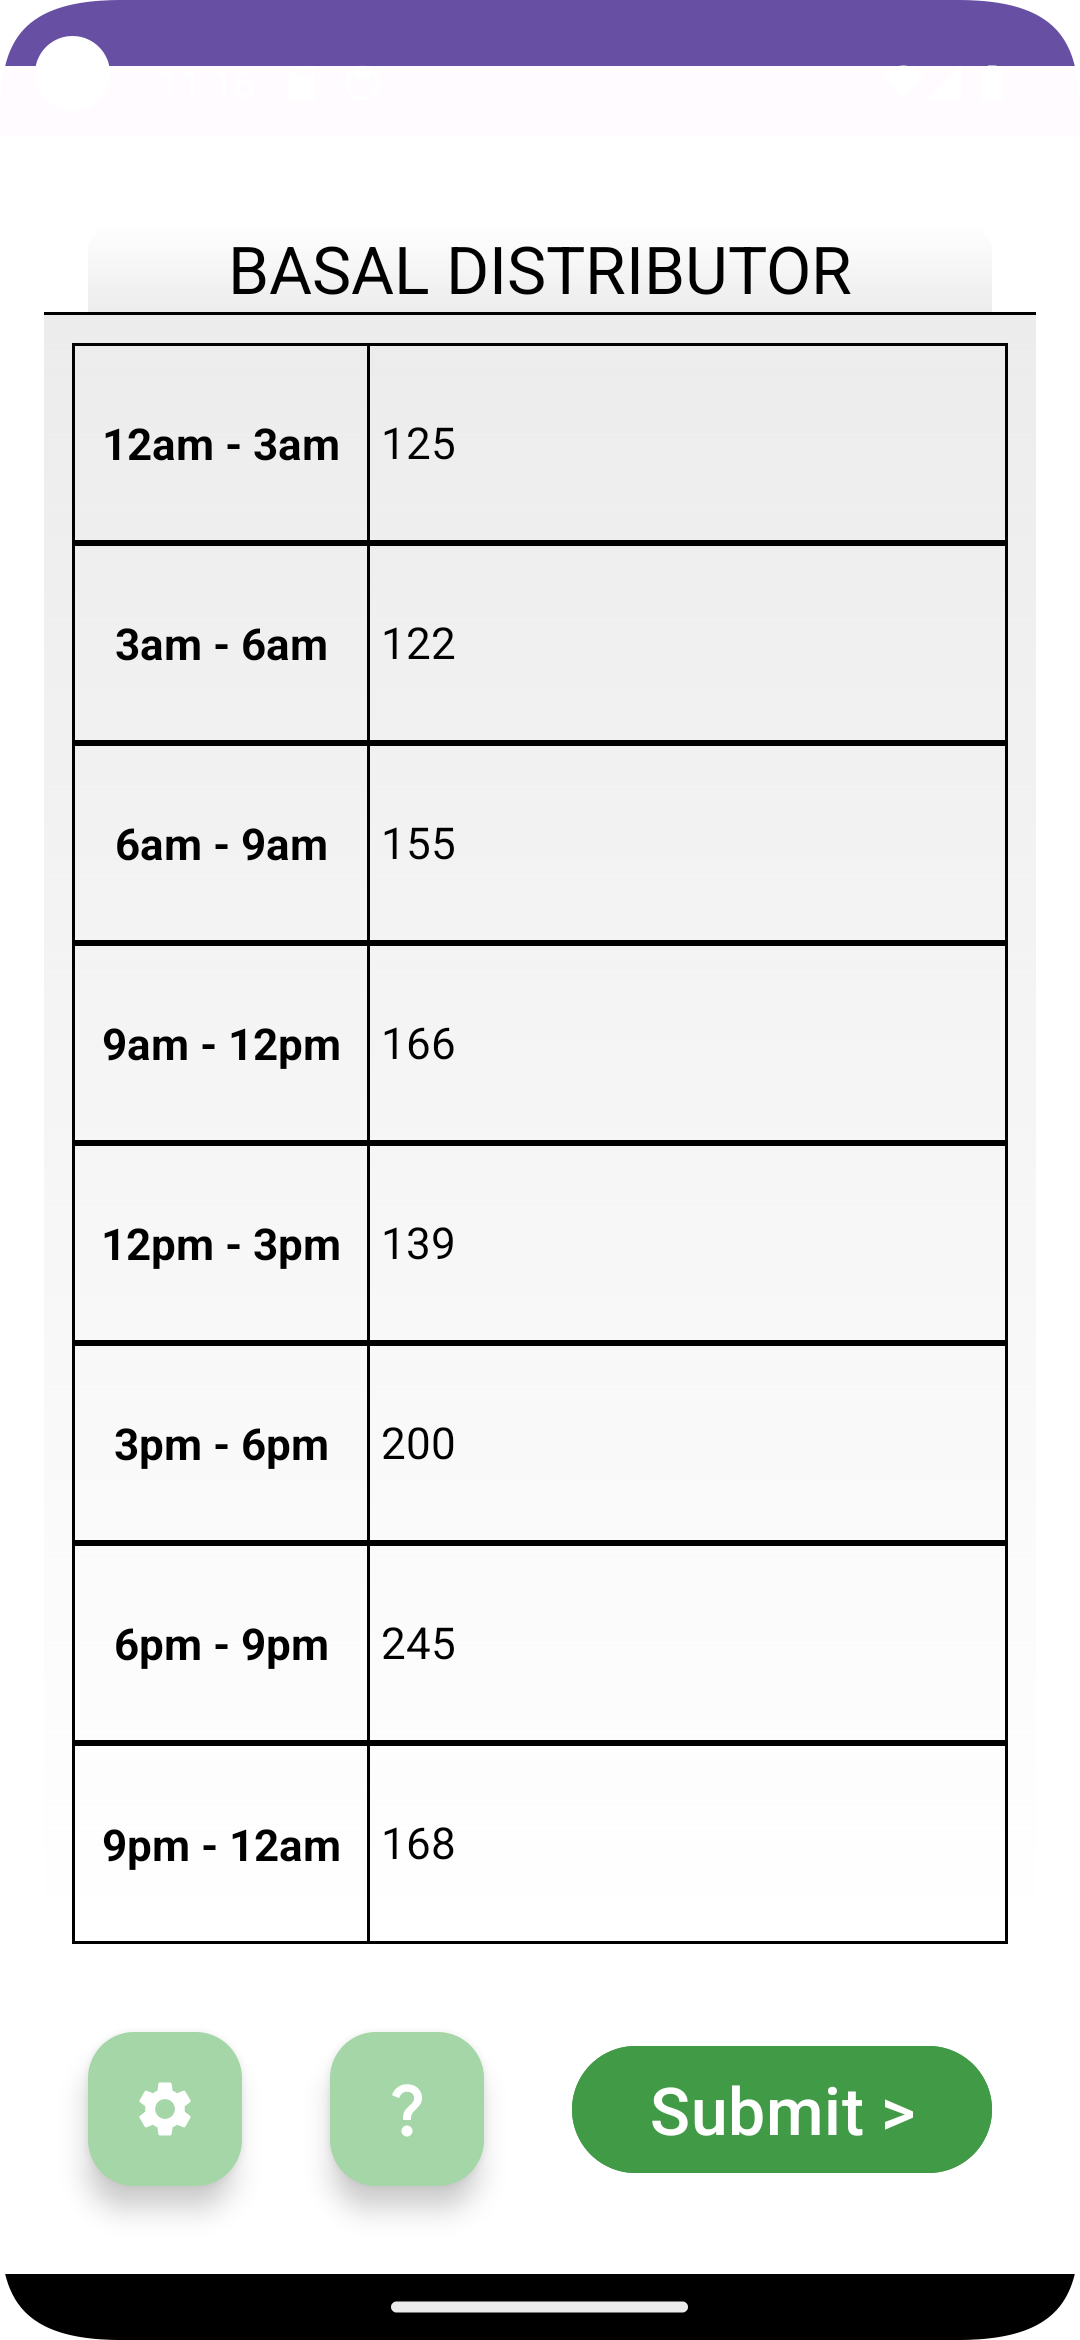 BASAL DISTRIBUTOR
12am - 3am 125
3am - 6am 122
6am - 9am 155
9am - 12pm 166
12pm - 3pm 139
3pm - 6pm 200
6pm - 9pm 245
9pm - 12am 168
? Submit >